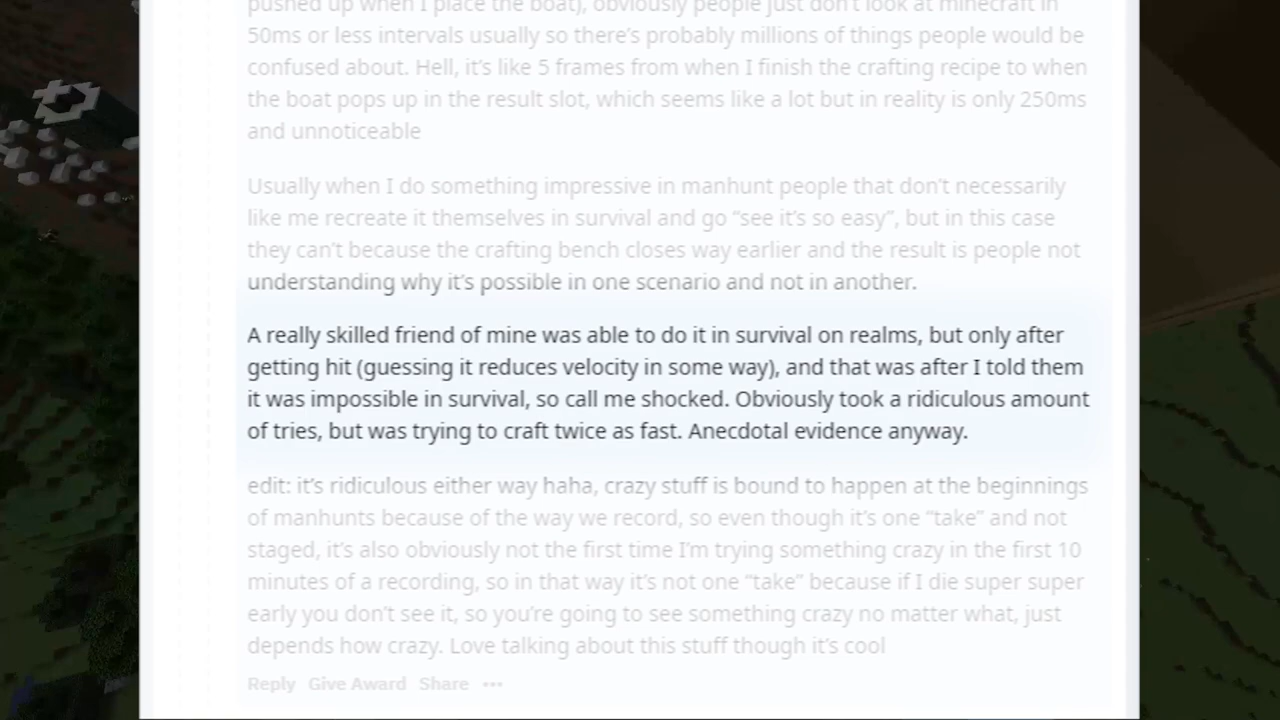 pushed up when I place the boat), obviously people just don't look at minecraft in
50ms or less intervals usually so there's probably millions of things people would be
confused about. Hell, it's like 5 frames from when I finish the crafting recipe to when
the boat pops up in the result slot, which seems like a lot but in reality is only 250ms
and unnoticeable
Usually when I do something impressive in manhunt people that don't necessarily
like me recreate it themselves in survival and go “see it's so easy”, but in this case
they can't because the crafting bench closes way earlier and the result is people not
understanding why it's possible in one scenario and not in another.
A really skilled friend of mine was able to do it in survival on realms, but only after
getting hit (guessing it reduces velocity in some way), and that was after I told them
it was impossible in survival, so call me shocked. Obviously took a ridiculous amount
of tries, but was trying to craft twice as fast. Anecdotal evidence anyway.
edit: it's ridiculous either way haha, crazy stuff is bound to happen at the beginnings
of manhunts because of the way we record, so even though it's one “take” and not
staged, it's also obviously not the first time I'm trying something crazy in the first 10
minutes of a recording, so in that way it's not one “take” because if I die super super
early you don't see it, so you're going to see something crazy no matter what, just
depends how crazy. Love talking about this stuff though it's cool
Reply Give Award Share •••